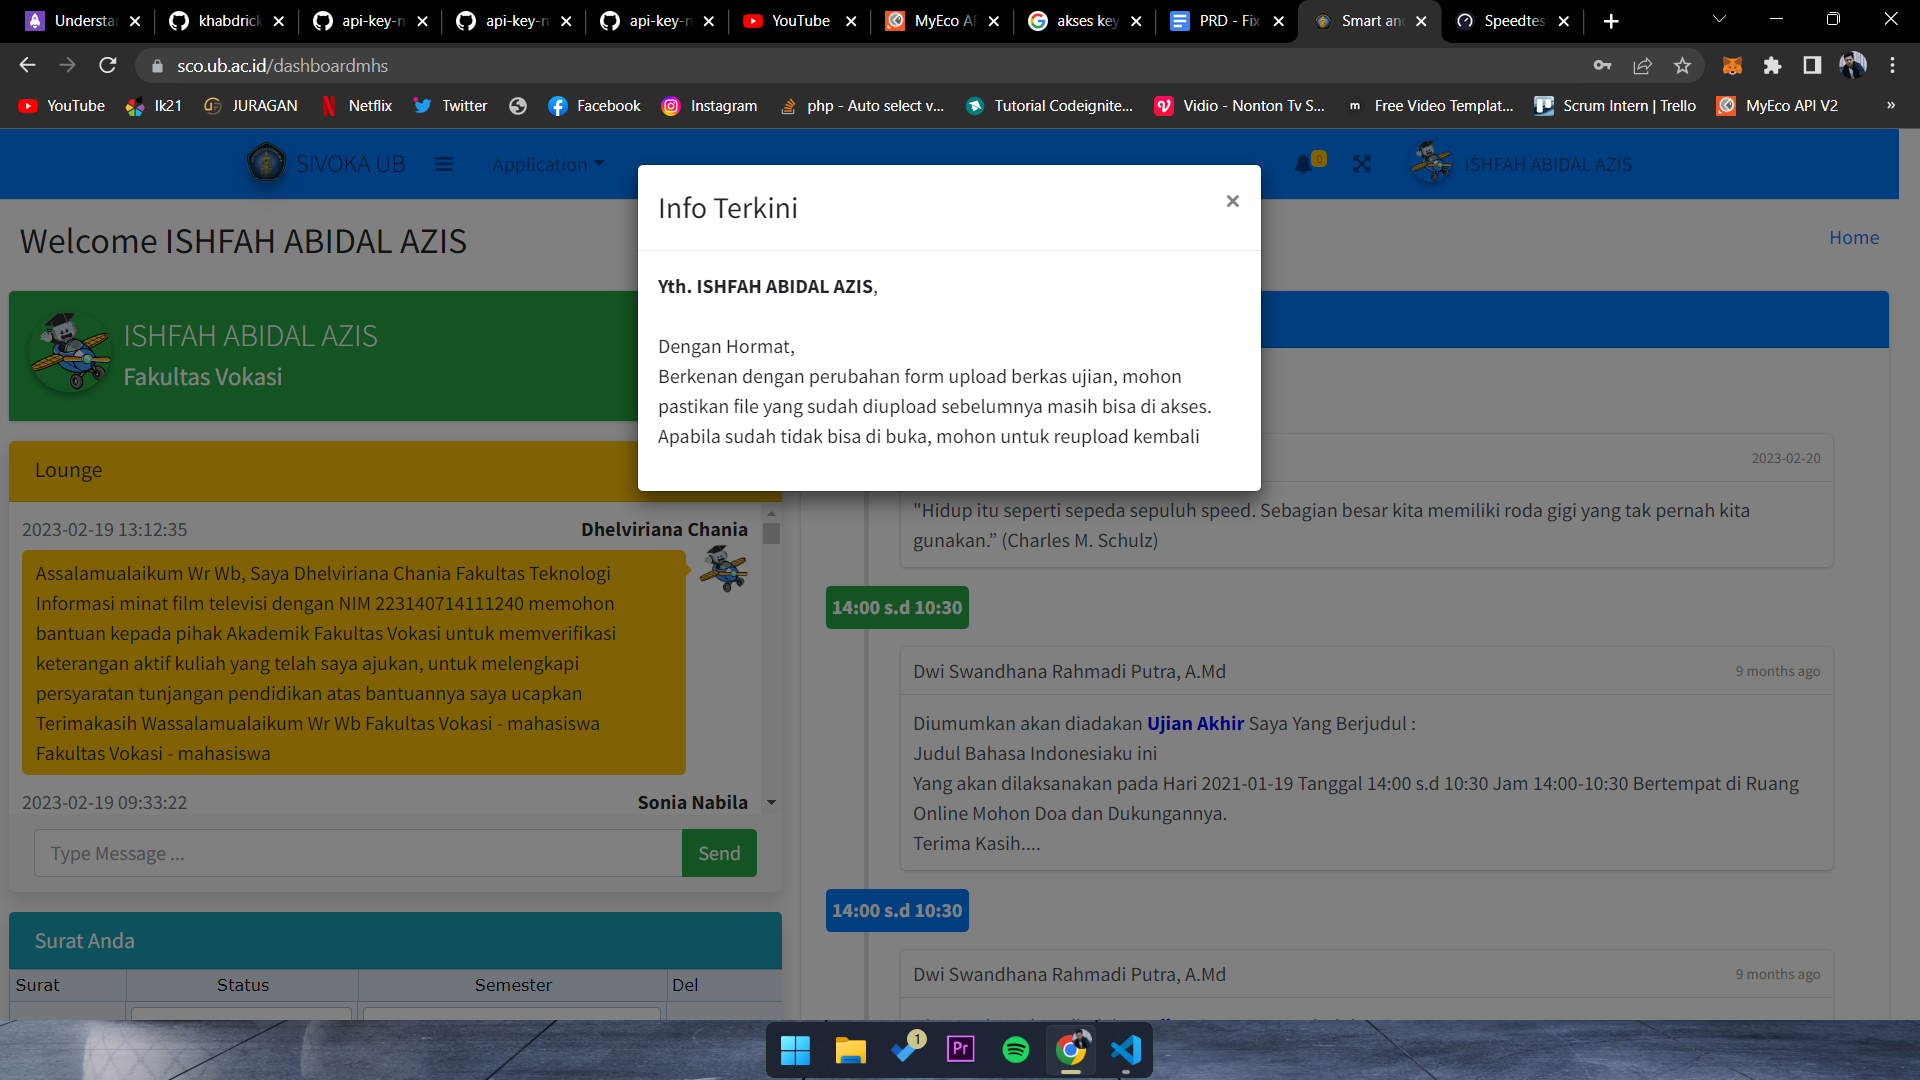 Understa
khabdrick
api-key-n
api-key-n
api-key-n
YouTube
MyEco AP
akses key
PRD - Fix
Smart an
Speedtes
sco.ub.ac.id/dashboardmhs
YouTube
lk21
JURAGAN
Netflix
Twitter
Facebook
Instagram
php - Auto select v...
Tutorial Codeignite...
Vidio - Nonton Tv S...
m Free Video Templat...
Scrum Intern | Trello
MyEco API V2
»
SIVOKA UB
Application
0
ISHFAH ABIDAL AZIS
Welcome ISHFAH ABIDAL AZIS
Home
Info Terkini
×
Yth. ISHFAH ABIDAL AZIS,
Dengan Hormat,
Berkenan dengan perubahan form upload berkas ujian, mohon
pastikan file yang sudah diupload sebelumnya masih bisa di akses.
Apabila sudah tidak bisa di buka, mohon untuk reupload kembali
ISHFAH ABIDAL AZIS
Fakultas Vokasi
Lounge
2023-02-19 13:12:35
Dhelviriana Chania
Assalamualaikum Wr Wb, Saya Dhelviriana Chania Fakultas Teknologi
Informasi minat film televisi dengan NIM 223140714111240 memohon
bantuan kepada pihak Akademik Fakultas Vokasi untuk memverifikasi
keterangan aktif kuliah yang telah saya ajukan, untuk melengkapi
persyaratan tunjangan pendidikan atas bantuannya saya ucapkan
Terimakasih Wassalamualaikum Wr Wb Fakultas Vokasi - mahasiswa
Fakultas Vokasi - mahasiswa
2023-02-19 09:33:22
Sonia Nabila
Type Message ...
Send
Surat Anda
Surat
Status
Semester
Del
2023-02-20
"Hidup itu seperti sepeda sepuluh speed. Sebagian besar kita memiliki roda gigi yang tak pernah kita
gunakan.” (Charles M. Schulz)
14:00 s.d 10:30
Dwi Swandhana Rahmadi Putra, A.Md
9 months ago
Diumumkan akan diadakan Ujian Akhir Saya Yang Berjudul :
Judul Bahasa Indonesiaku ini
Yang akan dilaksanakan pada Hari 2021-01-19 Tanggal 14:00 s.d 10:30 Jam 14:00-10:30 Bertempat di Ruang
Online Mohon Doa dan Dukungannya.
Terima Kasih....
14:00 s.d 10:30
Dwi Swandhana Rahmadi Putra, A.Md
9 months ago
1
Pr